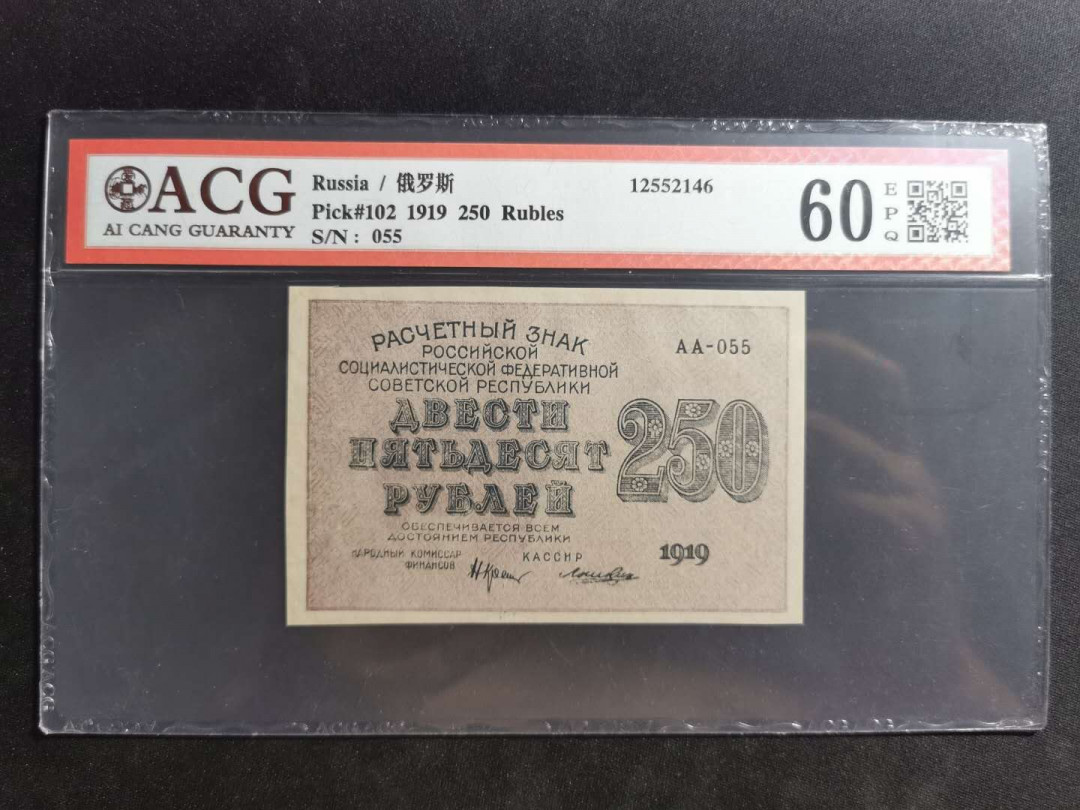 ACG
AI CANG GUARANTY
Russia / 俄罗斯
12552146
Pick#102 1919 250 Rubles
S/N : 055
60
EPQ
РАСЧЕТНЫЙ ЗНАК
РОССИЙСКОЙ
СОЦИАЛИСТИЧЕСКОЙ ФЕДЕРАТИВНОЙ
СОВЕТСКОЙ РЕСПУБЛИКИ
АА-055
ДВЕСТИ
ПЯТЬДЕСЯТ
РУБЛЕЙ
250
ОБЕСПЕЧИВАЕТСЯ ВСЕМ
ДОСТОЯНИЕМ РЕСПУБЛИКИ
НАРОДНЫЙ КОМИССАР
ФИНАНСОВ
КАССИР
1919